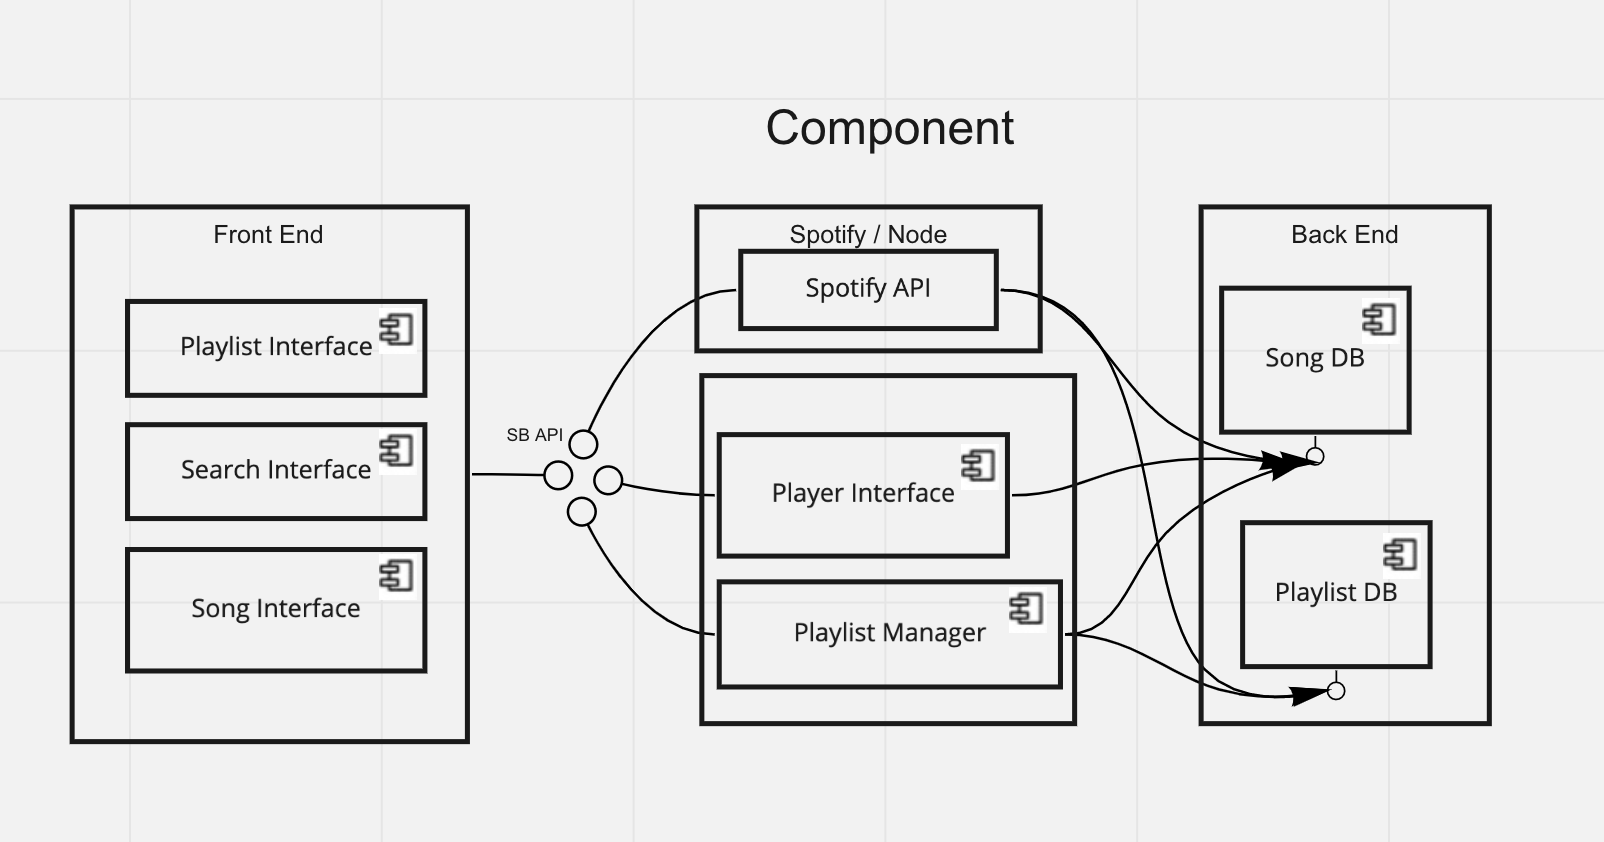 Component
Front End
Playlist Interface
Search Interface
Song Interface
SB API
Spotify / Node
Spotify API
Player Interface
Playlist Manager
Back End
Song DB
Playlist DB